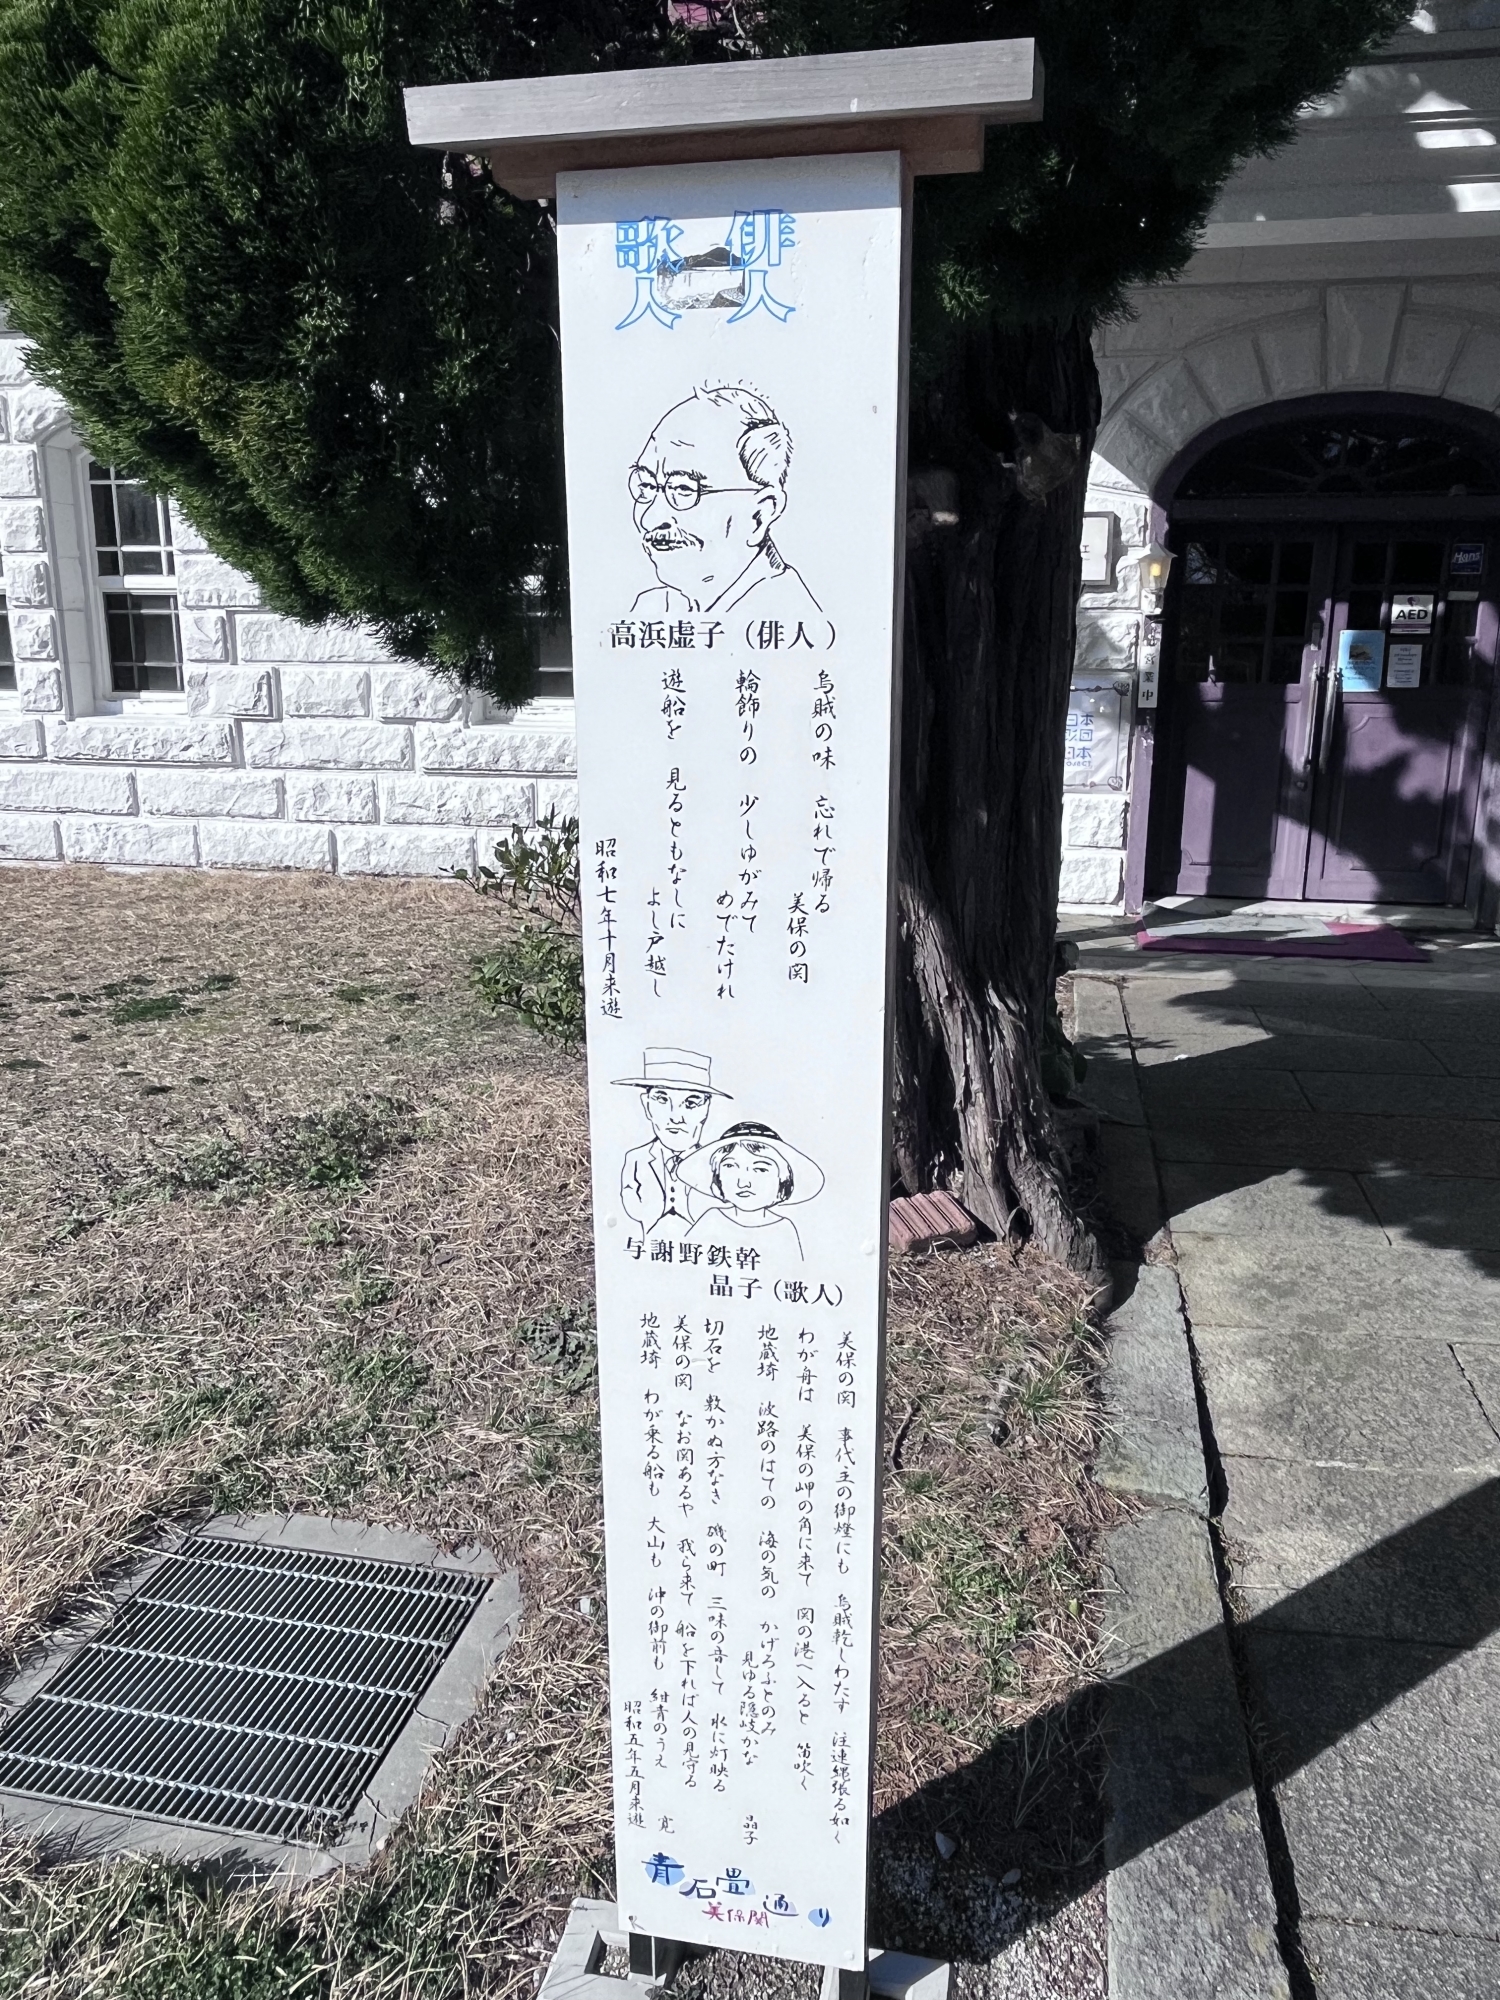 俳人
歌人
高浜虚子（俳人）
烏賊の味　忘れで帰る
美保の関
輪飾りの　少しゆがみて
めでたけれ
遊船を　見るともなしに
よし戸越し
昭和七年十月来遊
与謝野鉄幹
晶子（歌人）
美保の関　事代主の御燈にも　烏賊乾しわたす　注連縄張る如く
わが舟は　美保の岬の角に来て　関の港へ入ると　笛吹く
地蔵埼　波路のはての　海の気の　かげろふとのみ
見ゆる隠岐かな
晶子
切石を　敷かぬ方なき　磯の町　三味の音して　水に灯映る
美保の関　なお関あるや　我ら来て　船を下れば人の見守る
地蔵埼　わが乗る船も　大山も　沖の御前も　紺青のうえ
寛
昭和五年五月来遊
青石畳通り
美保関
営業中
AED
Hans